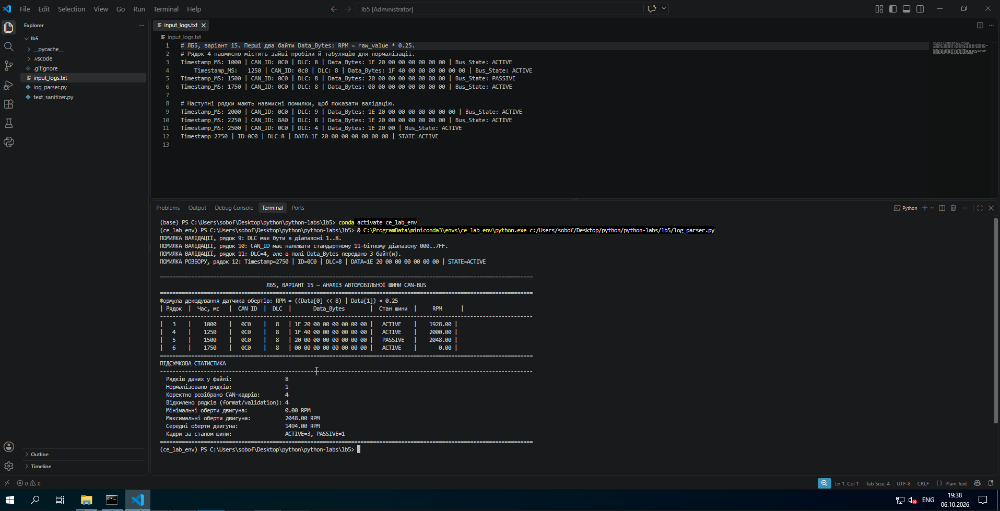 File Edit Selection View Go Run Terminal Help
lb5 [Administrator]
Explorer
lb5
__pycache__
.vscode
.gitignore
input_logs.txt
log_parser.py
text_sanitizer.py
Outline
Timeline
input_logs.txt
input_logs.txt
1 # ЛБ5, варіант 15. Перші два байти Data_Bytes: RPM = raw_value * 0.25.
2 # Рядок 4 навмисно містить зайві пробіли й табуляцію для нормалізації.
3 Timestamp_MS: 1000 | CAN_ID: 0C0 | DLC: 8 | Data_Bytes: 1E 20 00 00 00 00 00 00 | Bus_State: ACTIVE
4 Timestamp_MS: 1250 | CAN_ID: 0c0 | DLC: 8 | Data_Bytes: 1F 40 00 00 00 00 00 00 | Bus_State: ACTIVE
5 Timestamp_MS: 1500 | CAN_ID: 0C0 | DLC: 8 | Data_Bytes: 20 00 00 00 00 00 00 00 | Bus_State: PASSIVE
6 Timestamp_MS: 1750 | CAN_ID: 0C0 | DLC: 8 | Data_Bytes: 00 00 00 00 00 00 00 00 | Bus_State: ACTIVE
7
8 # Наступні рядки мають навмисні помилки, щоб показати валідацію.
9 Timestamp_MS: 2000 | CAN_ID: 0C0 | DLC: 9 | Data_Bytes: 1E 20 00 00 00 00 00 00 00 | Bus_State: ACTIVE
10 Timestamp_MS: 2250 | CAN_ID: 8A0 | DLC: 8 | Data_Bytes: 1E 20 00 00 00 00 00 00 | Bus_State: ACTIVE
11 Timestamp_MS: 2500 | CAN_ID: 0C0 | DLC: 4 | Data_Bytes: 1E 20 00 | Bus_State: ACTIVE
12 Timestamp=2750 | ID=0C0 | DLC=8 | DATA=1E 20 00 00 00 00 00 00 | STATE=ACTIVE
13
Problems Output Debug Console Terminal Ports
Python
(base) PS C:\Users\sobof\Desktop\python\python-labs\lb5> conda activate ce_lab_env
(ce_lab_env) PS C:\Users\sobof\Desktop\python\python-labs\lb5> & C:\ProgramData\miniconda3\envs\ce_lab_env\python.exe c:/Users/sobof/Desktop/python/python-labs/lb5/log_parser.py
ПОМИЛКА ВАЛІДАЦІЇ, рядок 9: DLC має бути в діапазоні 1..8.
ПОМИЛКА ВАЛІДАЦІЇ, рядок 10: CAN_ID має належати стандартному 11-бітному діапазону 000..7FF.
ПОМИЛКА ВАЛІДАЦІЇ, рядок 11: DLC=4, але в полі Data_Bytes передано 3 байт(и).
ПОМИЛКА РОЗБОРУ, рядок 12: Timestamp=2750 | ID=0C0 | DLC=8 | DATA=1E 20 00 00 00 00 00 00 | STATE=ACTIVE
ЛБ5, ВАРІАНТ 15 — АНАЛІЗ АВТОМОБІЛЬНОЇ ШИНИ CAN-BUS
Формула декодування датчика обертів: RPM = ((Data[0] << 8) | Data[1]) × 0.25
| Рядок | Час, мс | CAN ID | DLC | Data_Bytes | Стан шини | RPM |
| 3 | 1000 | 0C0 | 8 | 1E 20 00 00 00 00 00 00 | ACTIVE | 1928.00 |
| 4 | 1250 | 0C0 | 8 | 1F 40 00 00 00 00 00 00 | ACTIVE | 2000.00 |
| 5 | 1500 | 0C0 | 8 | 20 00 00 00 00 00 00 00 | PASSIVE | 2048.00 |
| 6 | 1750 | 0C0 | 8 | 00 00 00 00 00 00 00 00 | ACTIVE | 0.00 |
ПІДСУМКОВА СТАТИСТИКА
Рядків даних у файлі: 8
Нормалізовано рядків: 1
Коректно розібрано CAN-кадрів: 4
Відхилено рядків (format/validation): 4
Мінімальні оберти двигуна: 0.00 RPM
Максимальні оберти двигуна: 2048.00 RPM
Середні оберти двигуна: 1494.00 RPM
Кадри за станом шини: ACTIVE=3, PASSIVE=1
(ce_lab_env) PS C:\Users\sobof\Desktop\python\python-labs\lb5>
0 0
Ln 1, Col 1 Tab Size: 4 UTF-8 CRLF {} Plain Text
ENG
19:38
06.10.2026